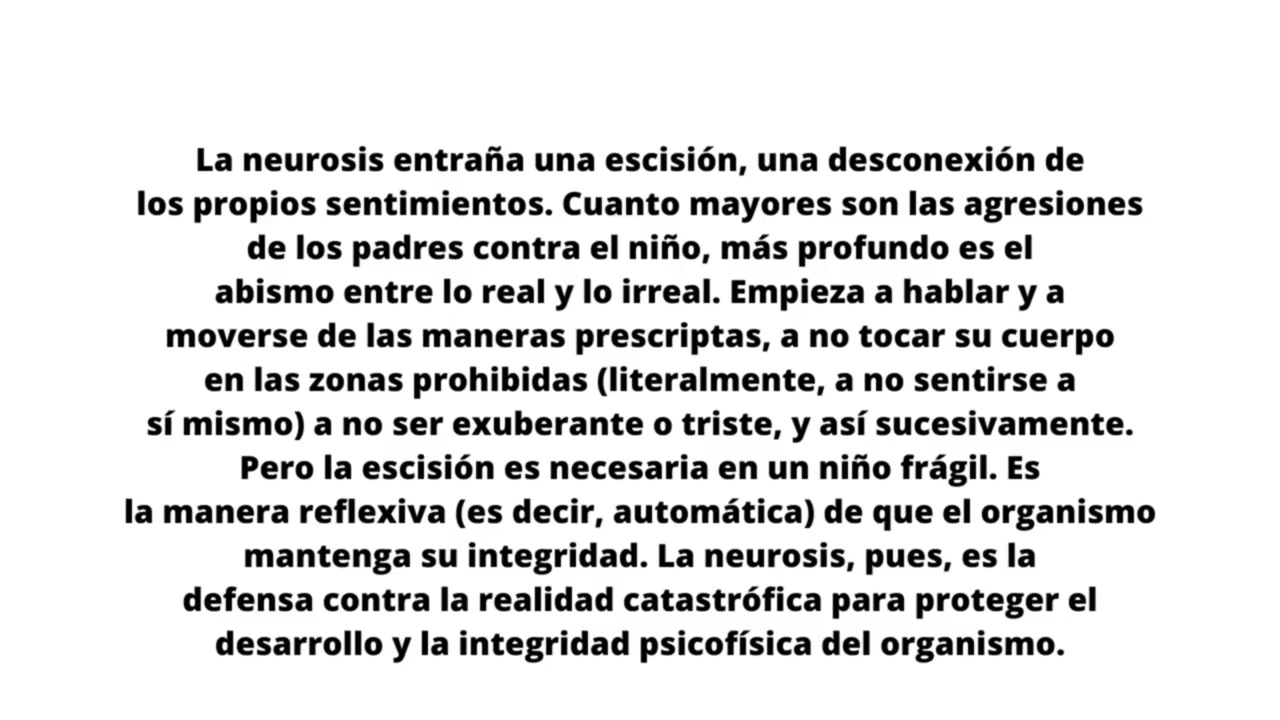 La neurosis entraña una escisión, una desconexión de
los propios sentimientos. Cuanto mayores son las agresiones
de los padres contra el niño, más profundo es el
abismo entre lo real y lo irreal. Empieza a hablar y a
moverse de las maneras prescriptas, a no tocar su cuerpo
en las zonas prohibidas (literalmente, a no sentirse a
sí mismo) a no ser exuberante o triste, y así sucesivamente.
Pero la escisión es necesaria en un niño frágil. Es
la manera reflexiva (es decir, automática) de que el organismo
mantenga su integridad. La neurosis, pues, es la
defensa contra la realidad catastrófica para proteger el
desarrollo y la integridad psicofísica del organismo.